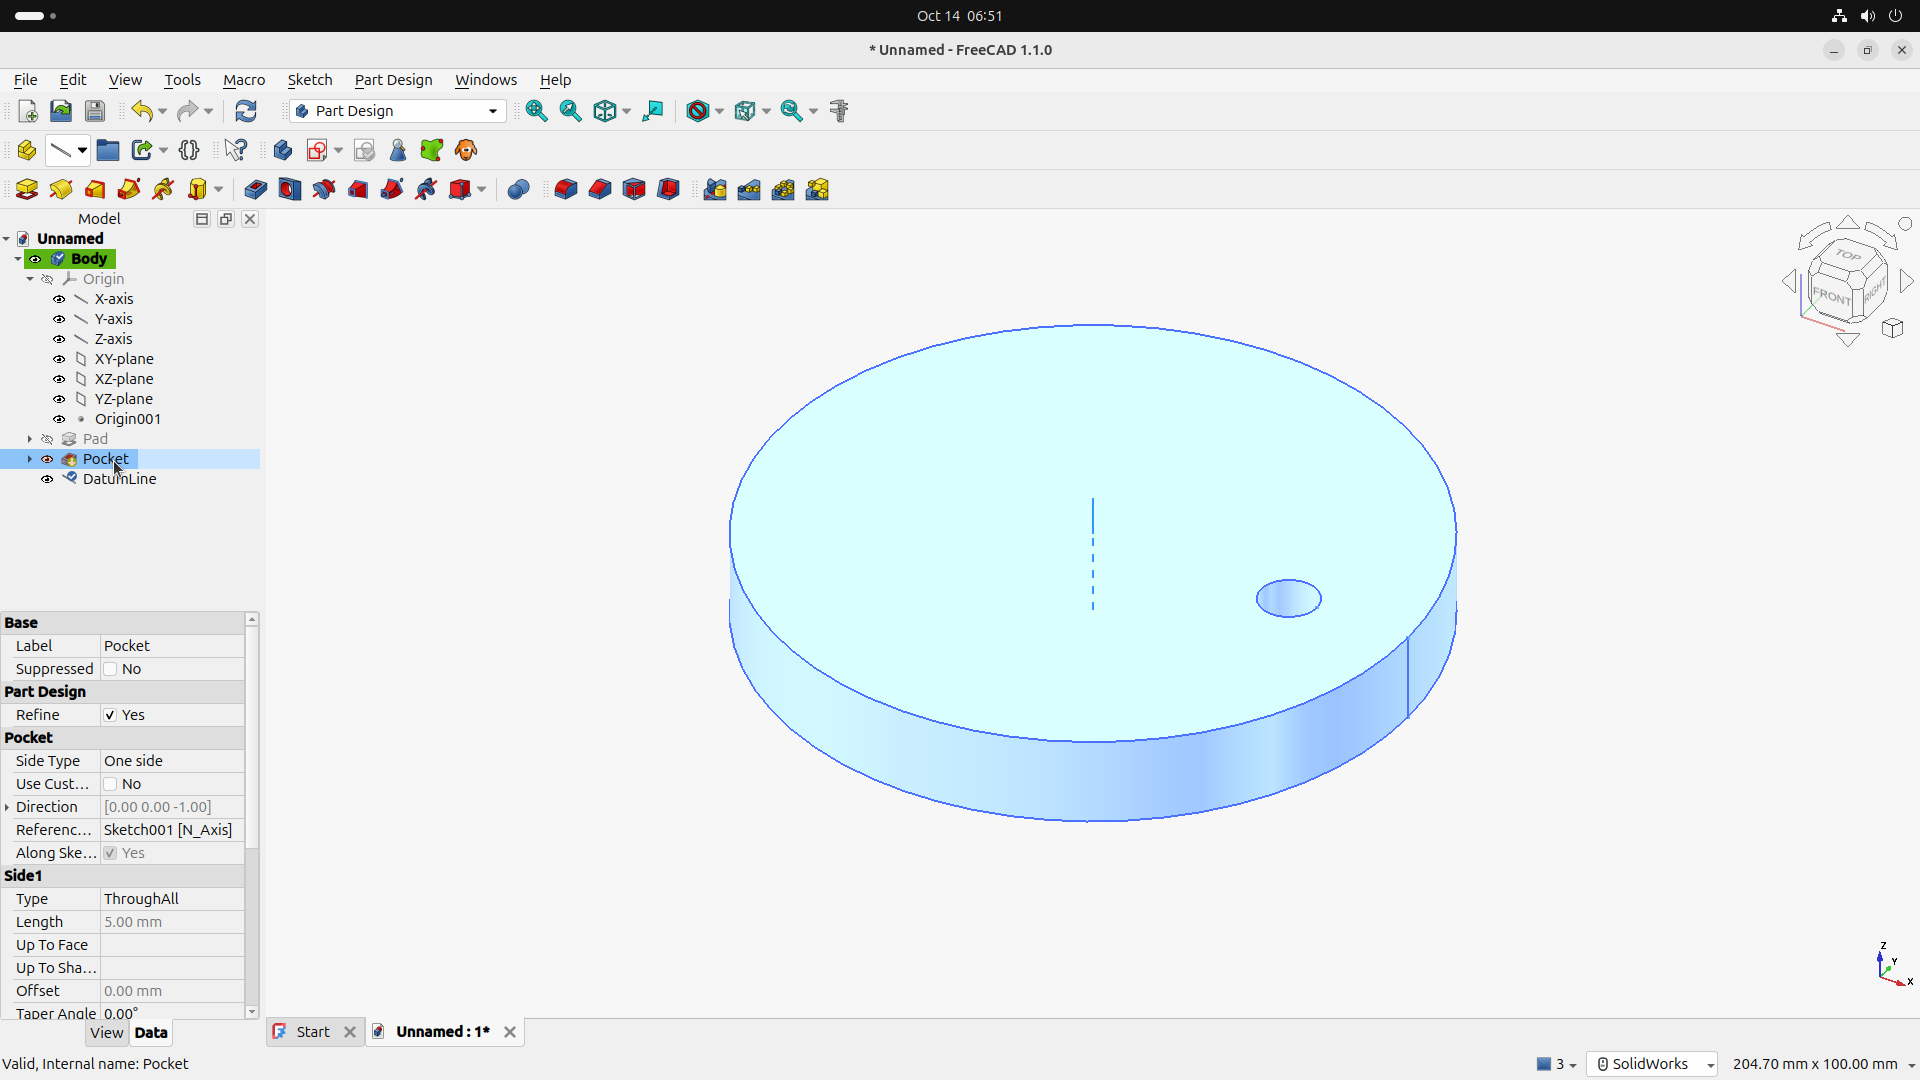 Oct 14 06:51
* Unnamed - FreeCAD 1.1.0
File Edit View Tools Macro Sketch Part Design Windows Help
Part Design
Model
Unnamed
Body
Origin
X-axis
Y-axis
Z-axis
XY-plane
XZ-plane
YZ-plane
Origin001
Pad
Pocket
DatumLine
TOP
FRONT
RIGHT
Base
Label Pocket
Suppressed No
Part Design
Refine Yes
Pocket
Side Type One side
Use Cust... No
Direction [0.00 0.00 -1.00]
Referenc... Sketch001 [N_Axis]
Along Ske... Yes
Side1
Type ThroughAll
Length 5.00 mm
Up To Face
Up To Sha...
Offset 0.00 mm
Taper Angle 0.00°
View Data
Start Unnamed : 1*
Z
Y
X
Valid, Internal name: Pocket
3 SolidWorks 204.70 mm x 100.00 mm